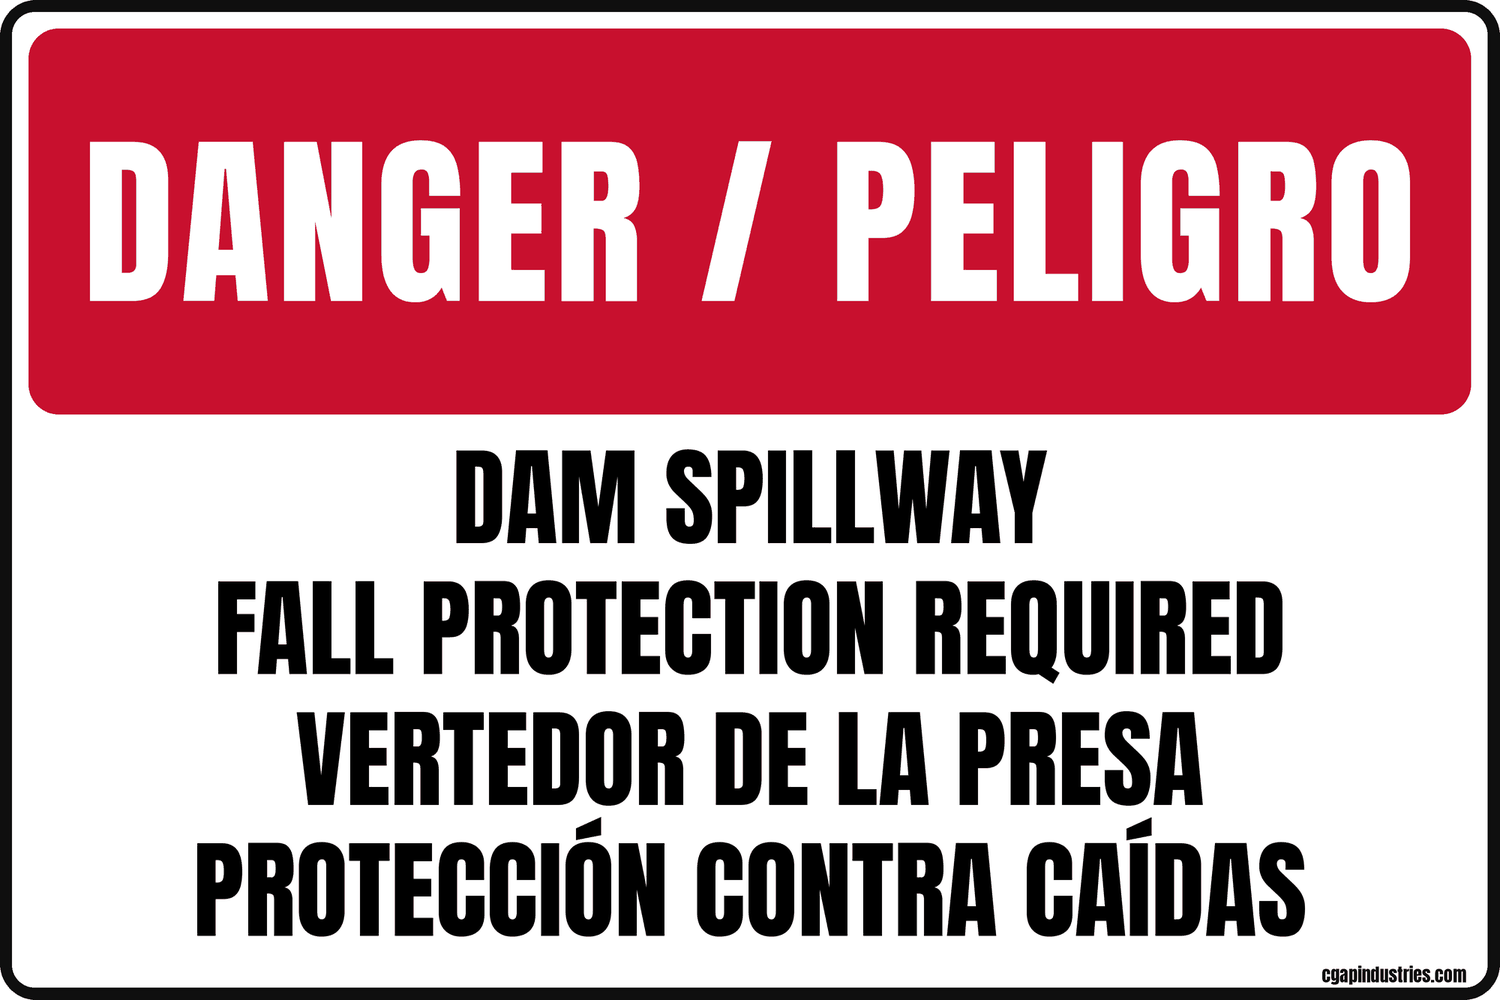 DANGER / PELIGRO
DAM SPILLWAY
FALL PROTECTION REQUIRED
VERTEDOR DE LA PRESA
PROTECCIÓN CONTRA CAÍDAS
cgapindustries.com